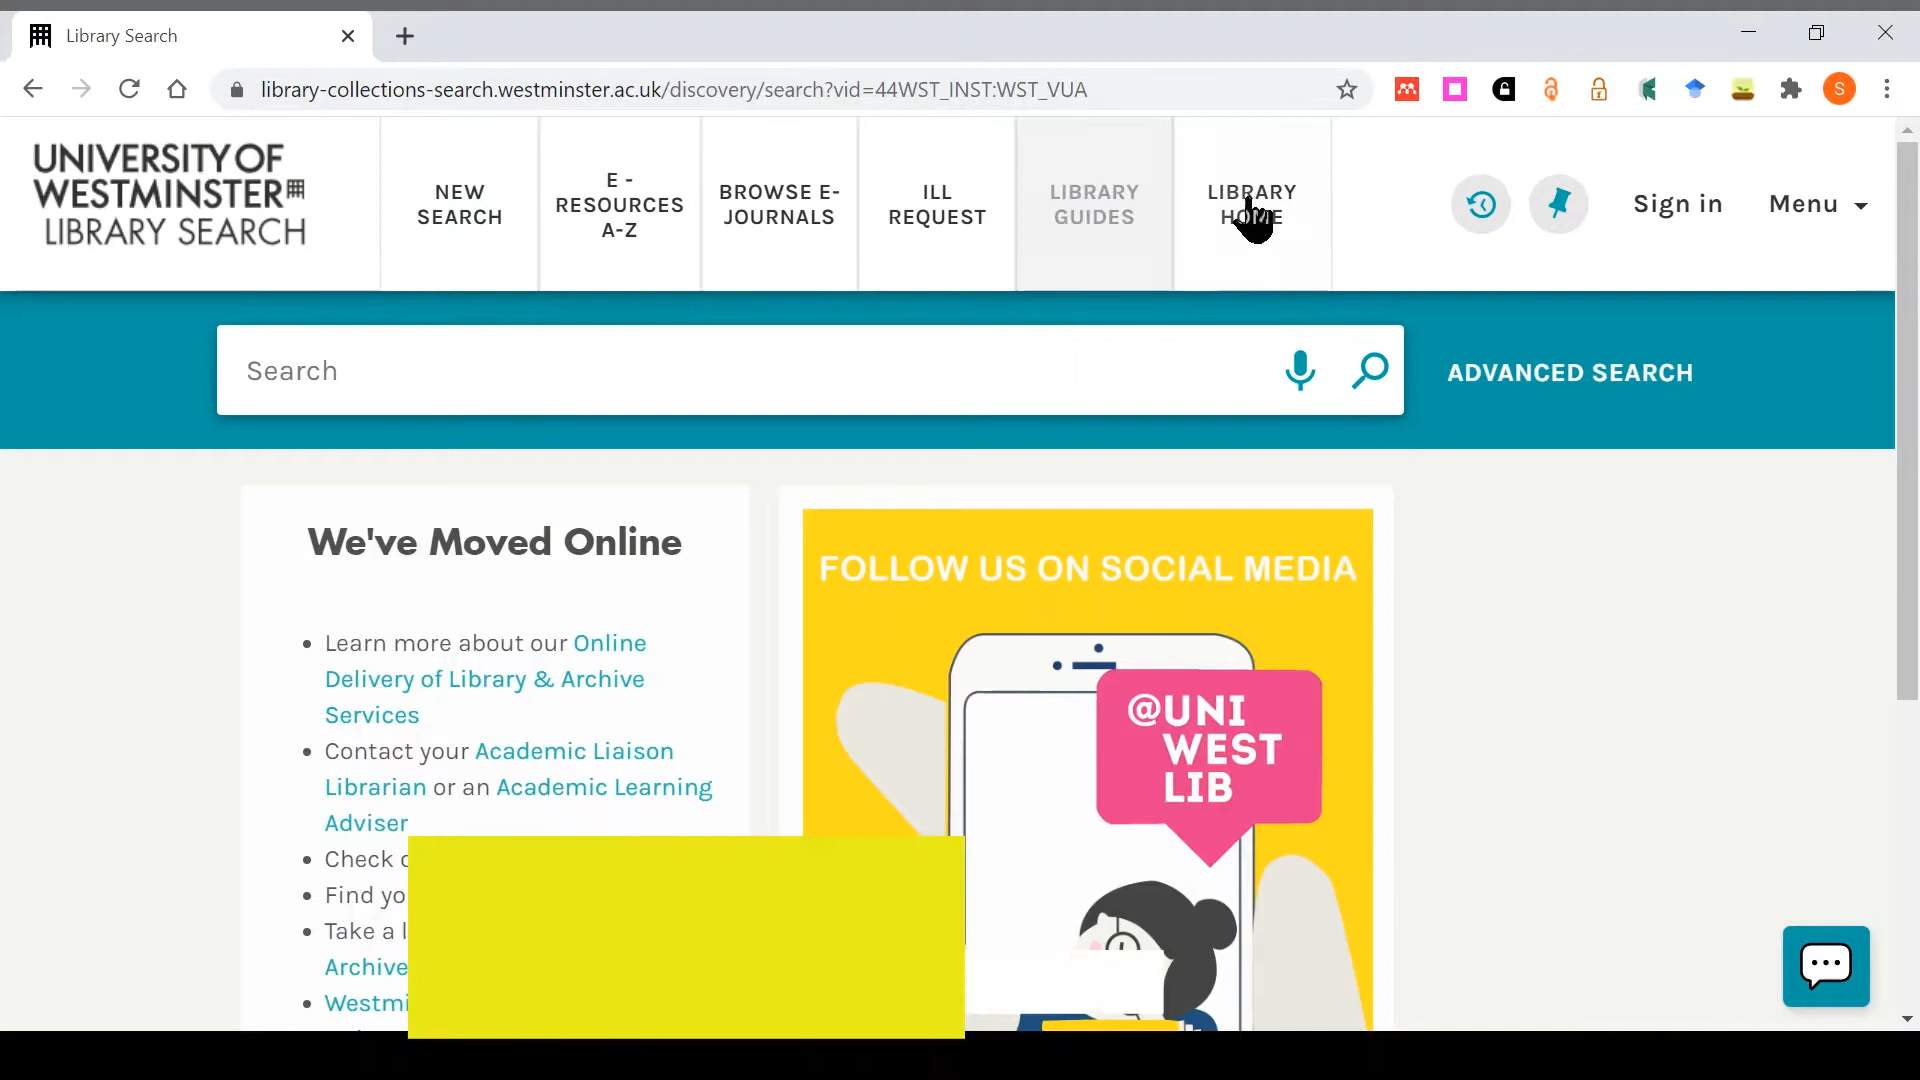 Library Search
library-collections-search.westminster.ac.uk/discovery/search?vid=44WST_INST:WST_VUA
S
UNIVERSITY OF
WESTMINSTER
LIBRARY SEARCH
NEW
SEARCH
E -
RESOURCES
A-Z
BROWSE E-
JOURNALS
ILL
REQUEST
LIBRARY
GUIDES
LIBRARY
HOME
Sign in
Menu
Search
ADVANCED SEARCH
We've Moved Online
Learn more about our Online
Delivery of Library & Archive
Services
Contact your Academic Liaison
Librarian or an Academic Learning
Adviser
Check
Find
Take a
Archive
FOLLOW US ON SOCIAL MEDIA
@UNI
WEST
LIB